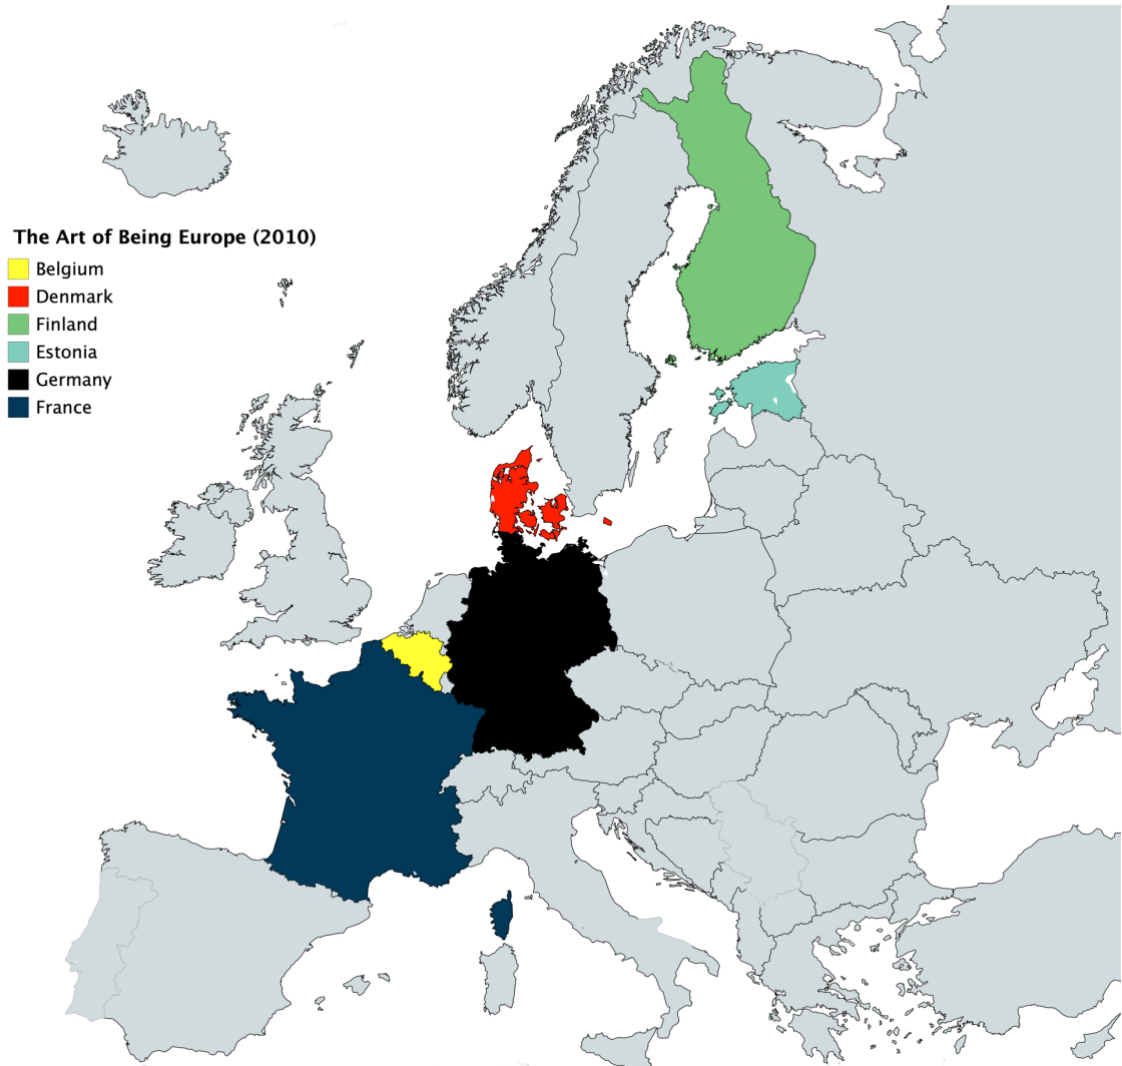 The Art of Being Europe (2010)
Belgium
Denmark
Finland
Estonia
Germany
France